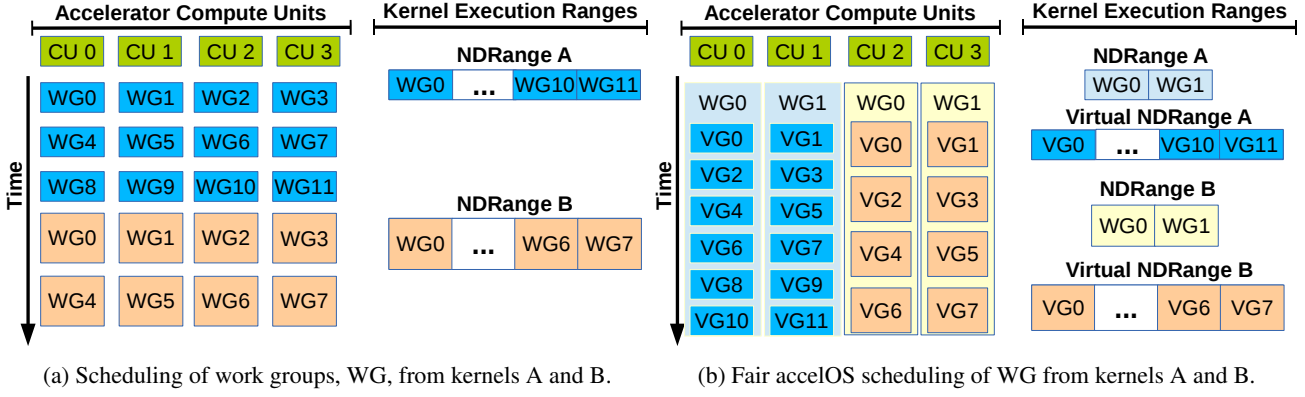 Accelerator Compute Units
Kernel Execution Ranges
CU 0 CU 1 CU 2 CU 3
NDRange A
WG0 ... WG10 WG11
Time
WG0 WG1 WG2 WG3
WG4 WG5 WG6 WG7
WG8 WG9 WG10 WG11
WG0 WG1 WG2 WG3
WG4 WG5 WG6 WG7
NDRange B
WG0 ... WG6 WG7
(a) Scheduling of work groups, WG, from kernels A and B.
Accelerator Compute Units
Kernel Execution Ranges
CU 0 CU 1 CU 2 CU 3
Time
WG0 WG1 WG0 WG1
VG0 VG1 VG0 VG1
VG2 VG3 VG2 VG3
VG4 VG5 VG4 VG5
VG6 VG7 VG6 VG7
VG8 VG9
VG10 VG11
NDRange A
WG0 WG1
Virtual NDRange A
VG0 ... VG10 VG11
NDRange B
WG0 WG1
Virtual NDRange B
VG0 ... VG6 VG7
(b) Fair accelOS scheduling of WG from kernels A and B.